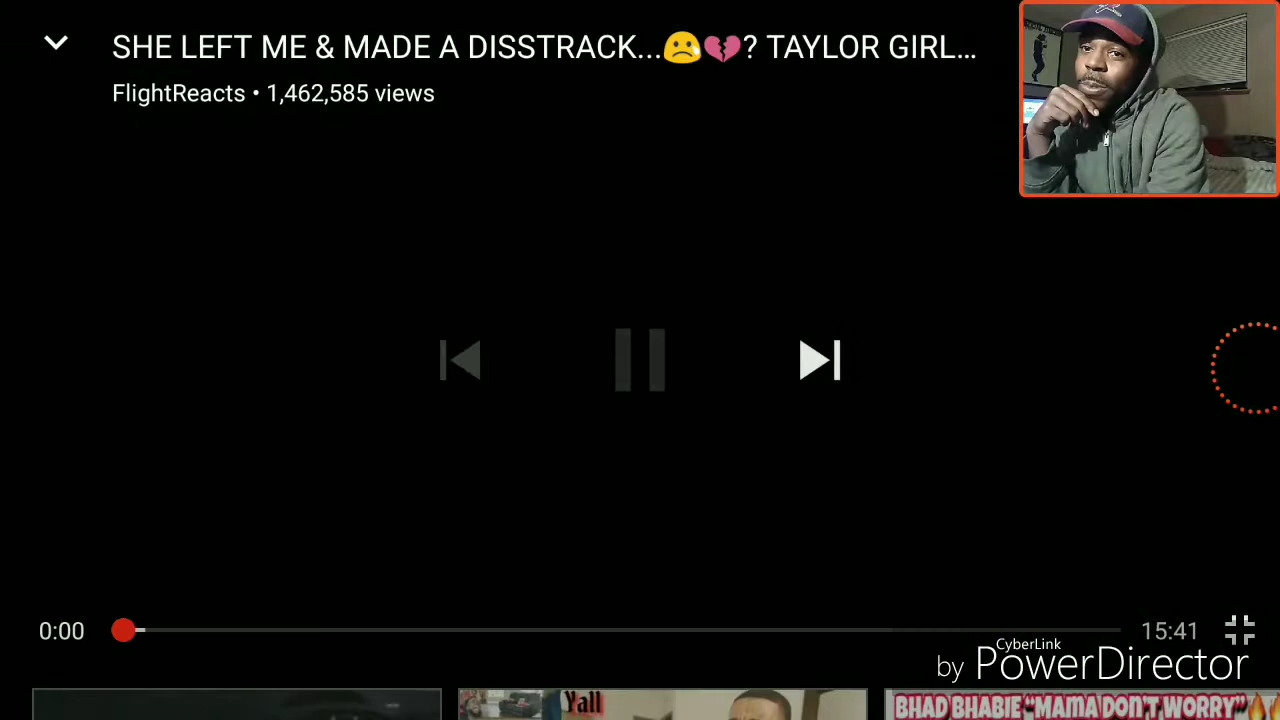 SHE LEFT ME & MADE A DISSTRACK...😢💔? TAYLOR GIRL...
FlightReacts • 1,462,585 views
0:00
15:41
CyberLink
by PowerDirector
Yall
BHAD BHABIE "MAMA DON'T WORRY"🔥